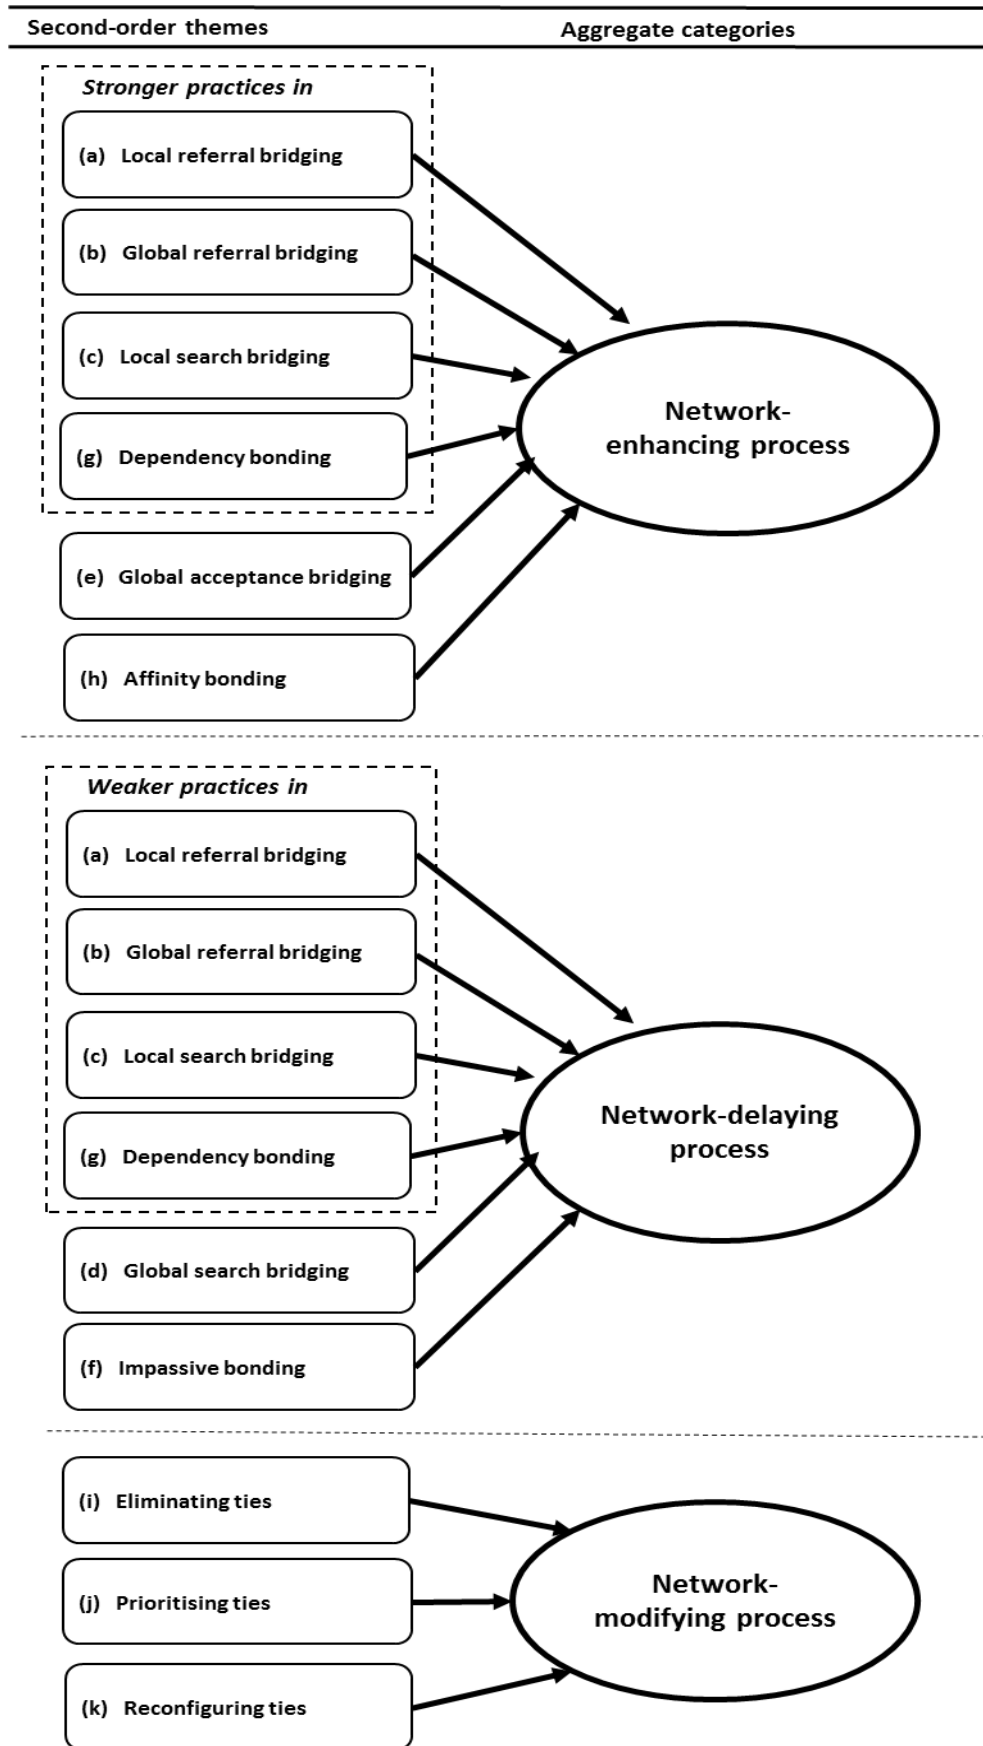 Second-order themes
Aggregate categories
Stronger practices in
(a) Local referral bridging
(b) Global referral bridging
(c) Local search bridging
(g) Dependency bonding
(e) Global acceptance bridging
(h) Affinity bonding
Network-
enhancing process
Weaker practices in
(a) Local referral bridging
(b) Global referral bridging
(c) Local search bridging
(g) Dependency bonding
(d) Global search bridging
(f) Impassive bonding
Network-delaying
process
(i) Eliminating ties
(j) Prioritising ties
(k) Reconfiguring ties
Network-
modifying process